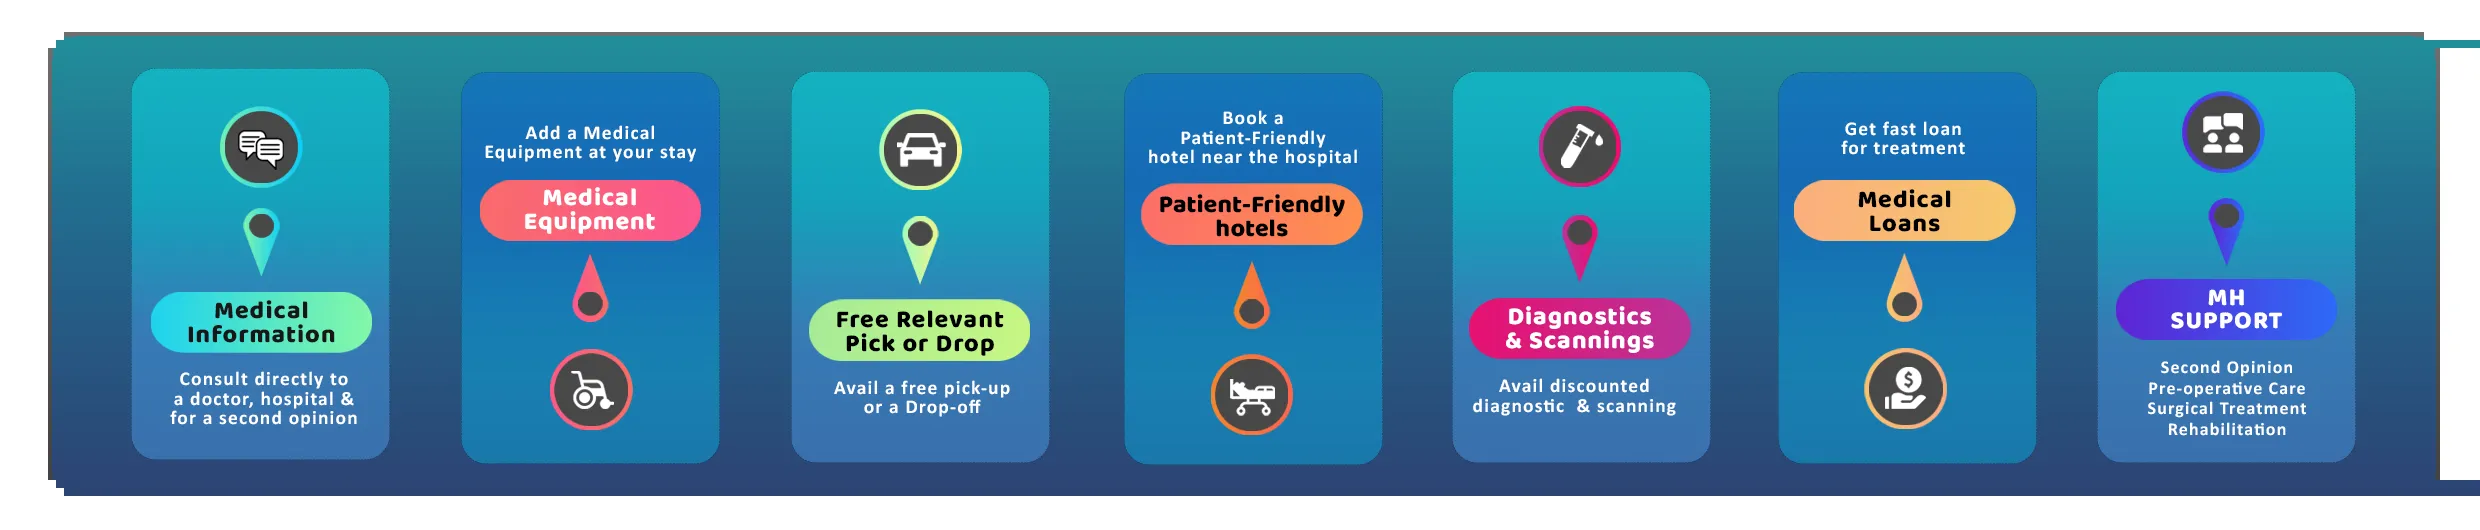 Medical
Information
Consult directly to
a doctor, hospital &
for a second opinion
Add a Medical
Equipment at your stay
Medical
Equipment
Free Relevant
Pick or Drop
Avail a free pick-up
or a Drop-off
Book a
Patient-Friendly
hotel near the hospital
Patient-Friendly
hotels
Diagnostics
& Scannings
Avail discounted
diagnostic & scanning
Get fast loan
for treatment
Medical
Loans
$
MH
SUPPORT
Second Opinion
Pre-operative Care
Surgical Treatment
Rehabilitation